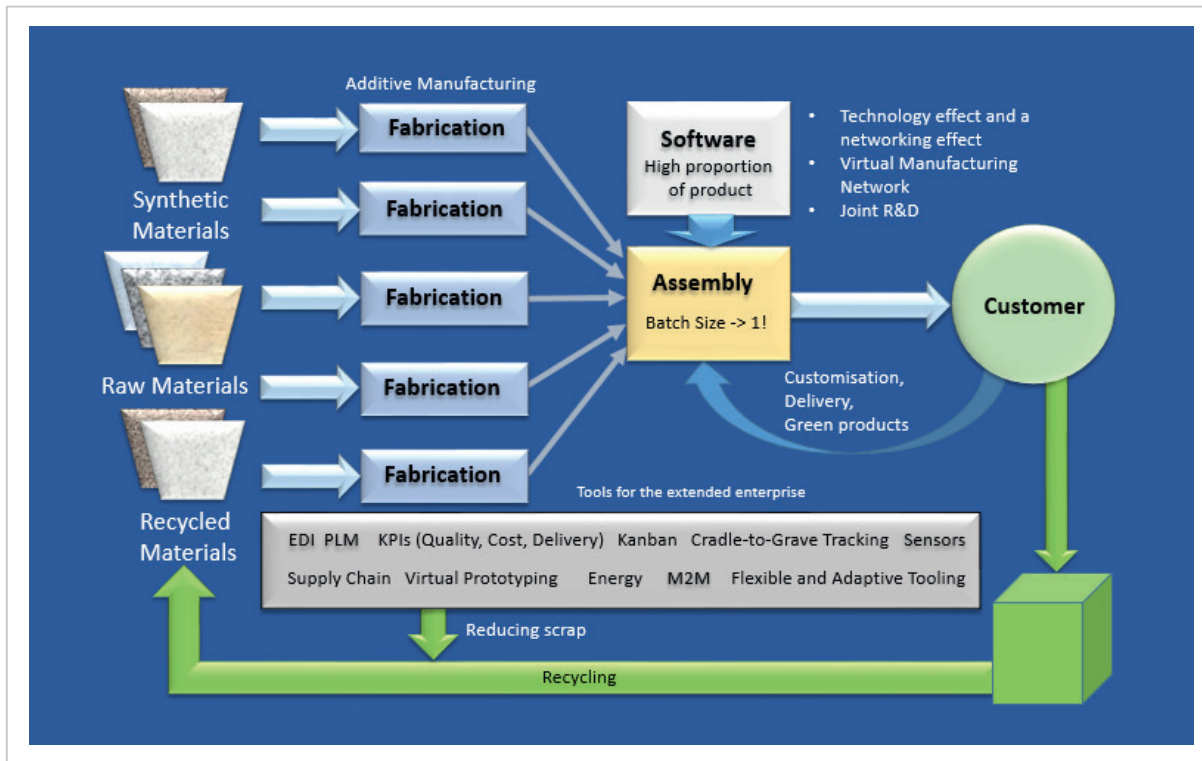 Additive Manufacturing
Fabrication
Fabrication
Fabrication
Fabrication
Fabrication
Synthetic
Materials
Raw Materials
Recycled
Materials
Software
High proportion
of product
• Technology effect and a
networking effect
• Virtual Manufacturing
Network
• Joint R&D
Assembly
Batch Size -> 1!
Customer
Customisation,
Delivery,
Green products
Tools for the extended enterprise
EDI PLM KPIs (Quality, Cost, Delivery) Kanban Cradle-to-Grave Tracking Sensors
Supply Chain Virtual Prototyping Energy M2M Flexible and Adaptive Tooling
Reducing scrap
Recycling